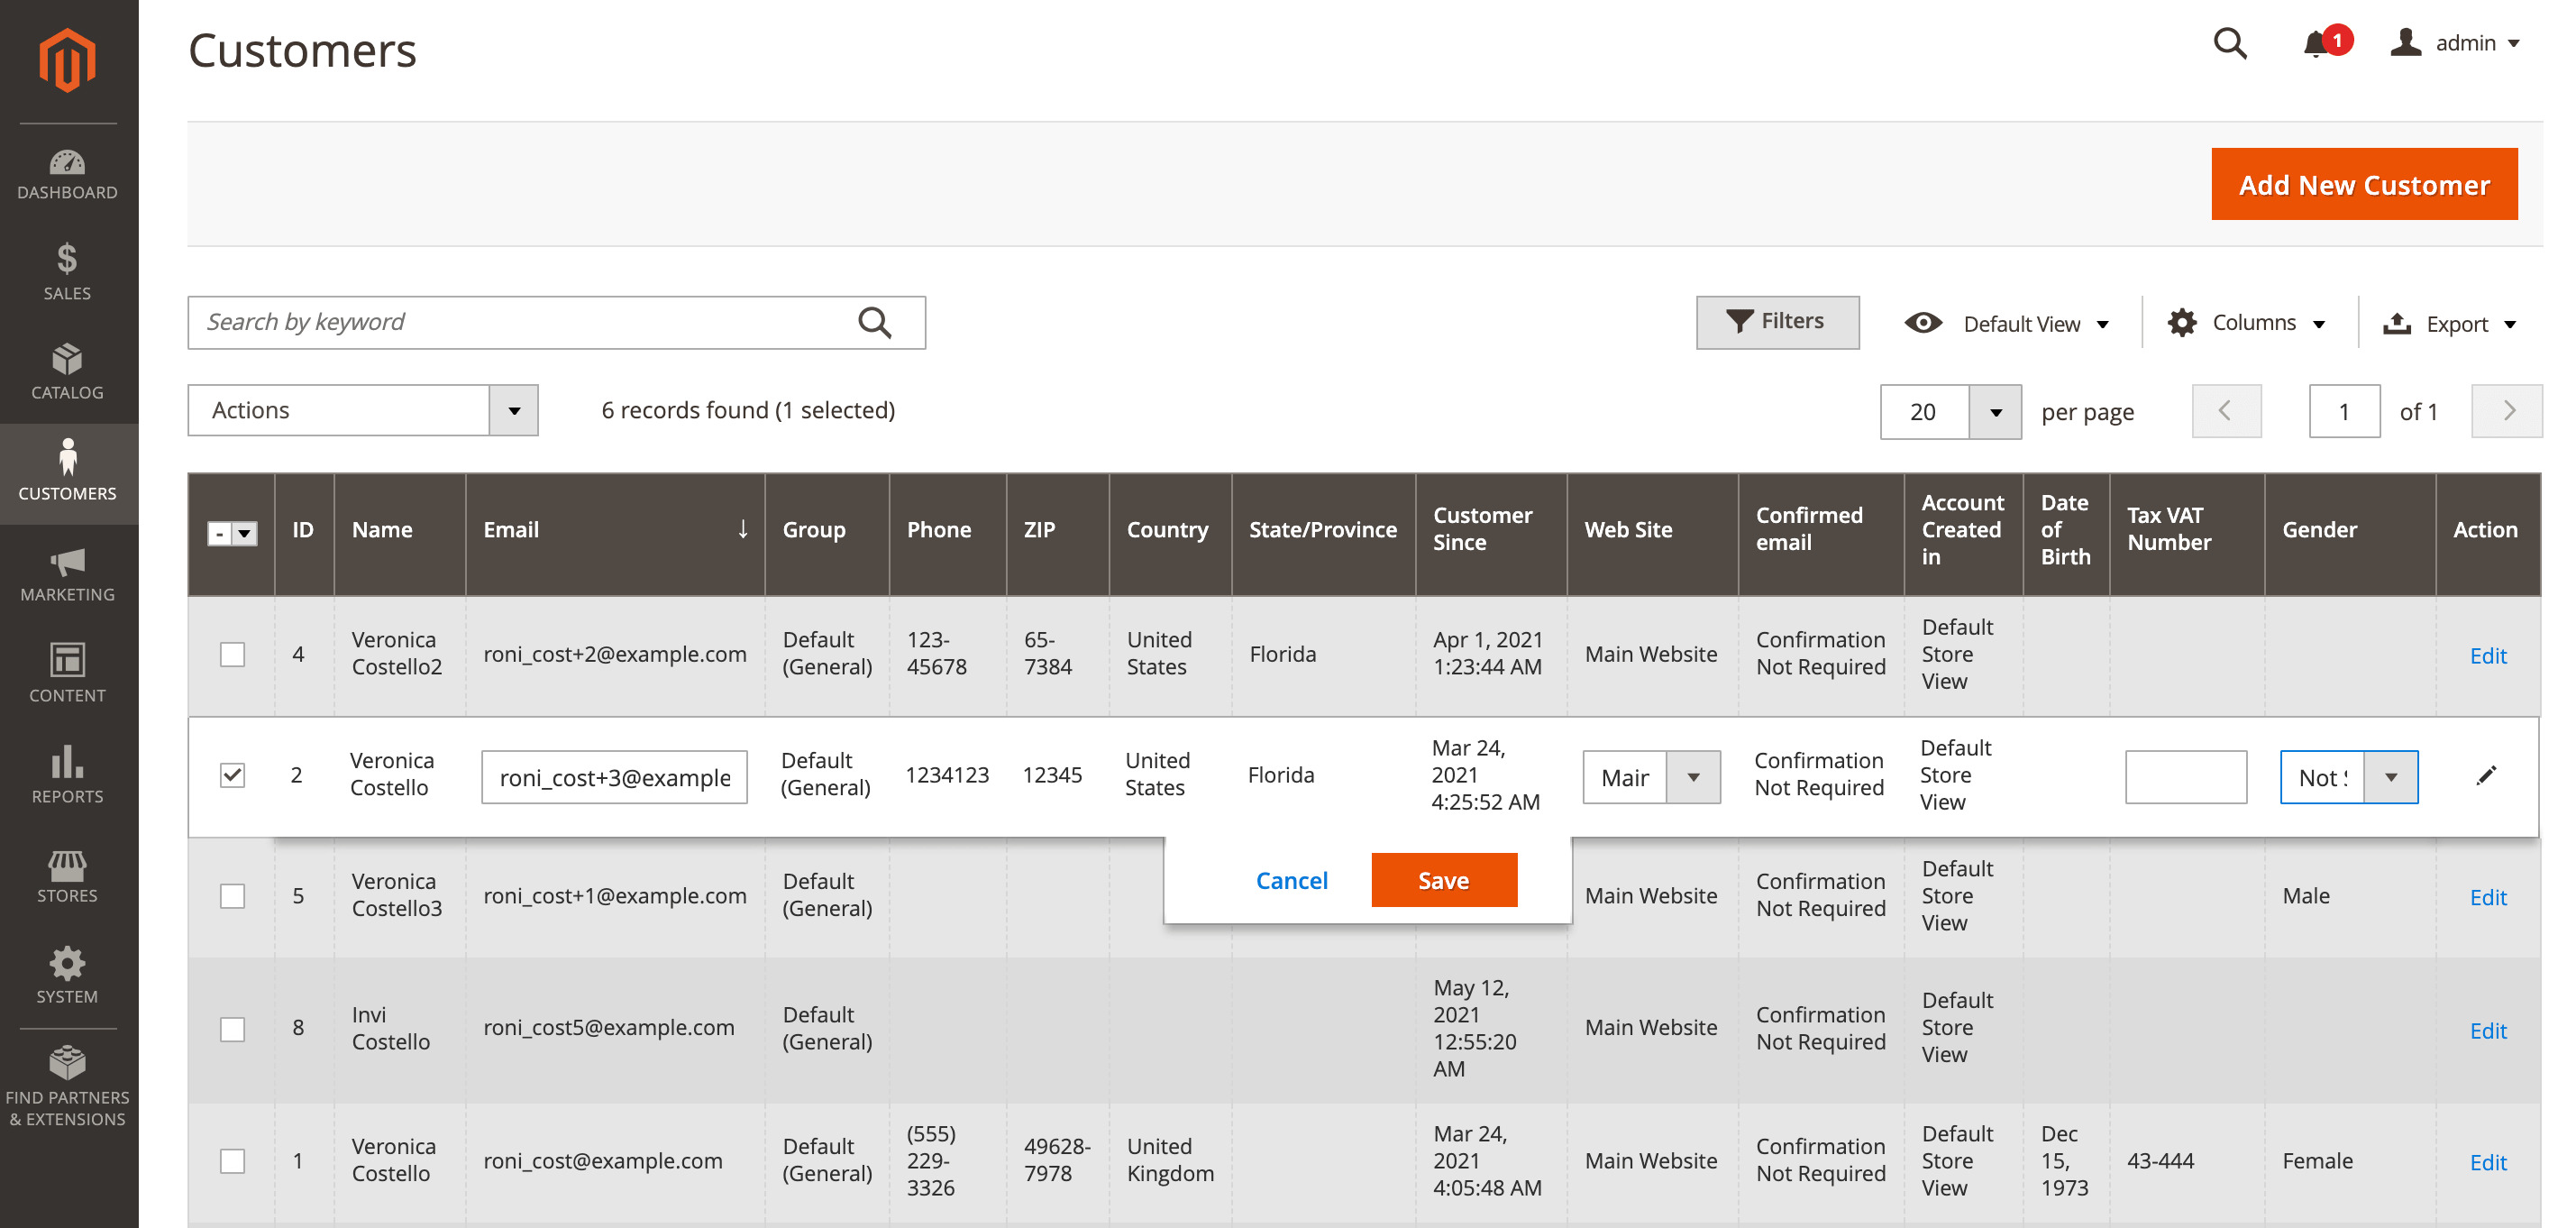 Customers
1
admin
DASHBOARD
SALES
CATALOG
CUSTOMERS
MARKETING
CONTENT
REPORTS
STORES
SYSTEM
FIND PARTNERS
& EXTENSIONS
Add New Customer
Search by keyword
Filters
Default View
Columns
Export
Actions
6 records found (1 selected)
20
per page
1
of 1
-
ID
Name
Email
↓
Group
Phone
ZIP
Country
State/Province
Customer
Since
Web Site
Confirmed
email
Account
Created
in
Date
of
Birth
Tax VAT
Number
Gender
Action
4
Veronica
Costello2
roni_cost+2@example.com
Default
(General)
123-
45678
65-
7384
United
States
Florida
Apr 1, 2021
1:23:44 AM
Main Website
Confirmation
Not Required
Default
Store
View
Edit
2
Veronica
Costello
roni_cost+3@example
Default
(General)
1234123
12345
United
States
Florida
Mar 24,
2021
4:25:52 AM
Main
Confirmation
Not Required
Default
Store
View
Not
Cancel
Save
5
Veronica
Costello3
roni_cost+1@example.com
Default
(General)
Main Website
Confirmation
Not Required
Default
Store
View
Male
Edit
8
Invi
Costello
roni_cost5@example.com
Default
(General)
May 12,
2021
12:55:20
AM
Main Website
Confirmation
Not Required
Default
Store
View
Edit
1
Veronica
Costello
roni_cost@example.com
Default
(General)
(555)
229-
3326
49628-
7978
United
Kingdom
Mar 24,
2021
4:05:48 AM
Main Website
Confirmation
Not Required
Default
Store
View
Dec
15,
1973
43-444
Female
Edit